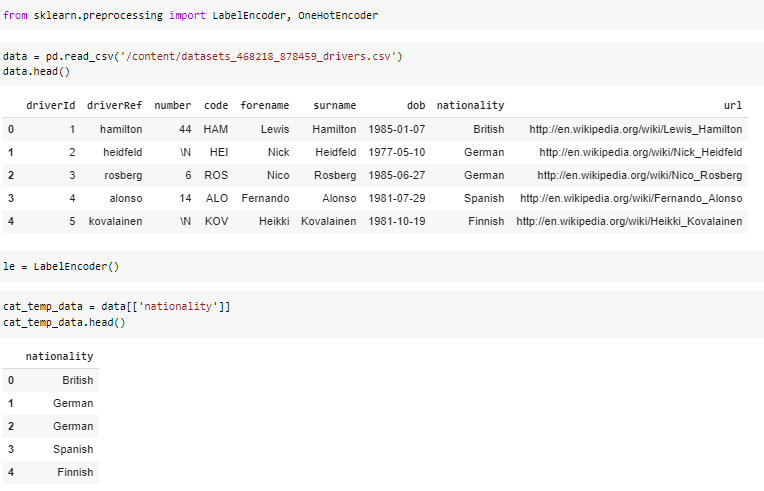 from sklearn.preprocessing import LabelEncoder, OneHotEncoder
data = pd.read_csv('/content/datasets_468218_878459_drivers.csv')
data.head()
driverId driverRef number code forename surname dob nationality url
0 1 hamilton 44 HAM Lewis Hamilton 1985-01-07 British http://en.wikipedia.org/wiki/Lewis_Hamilton
1 2 heidfeld \N HEI Nick Heidfeld 1977-05-10 German http://en.wikipedia.org/wiki/Nick_Heidfeld
2 3 rosberg 6 ROS Nico Rosberg 1985-06-27 German http://en.wikipedia.org/wiki/Nico_Rosberg
3 4 alonso 14 ALO Fernando Alonso 1981-07-29 Spanish http://en.wikipedia.org/wiki/Fernando_Alonso
4 5 kovalainen \N KOV Heikki Kovalainen 1981-10-19 Finnish http://en.wikipedia.org/wiki/Heikki_Kovalainen
le = LabelEncoder()
cat_temp_data = data[['nationality']]
cat_temp_data.head()
nationality
0 British
1 German
2 German
3 Spanish
4 Finnish